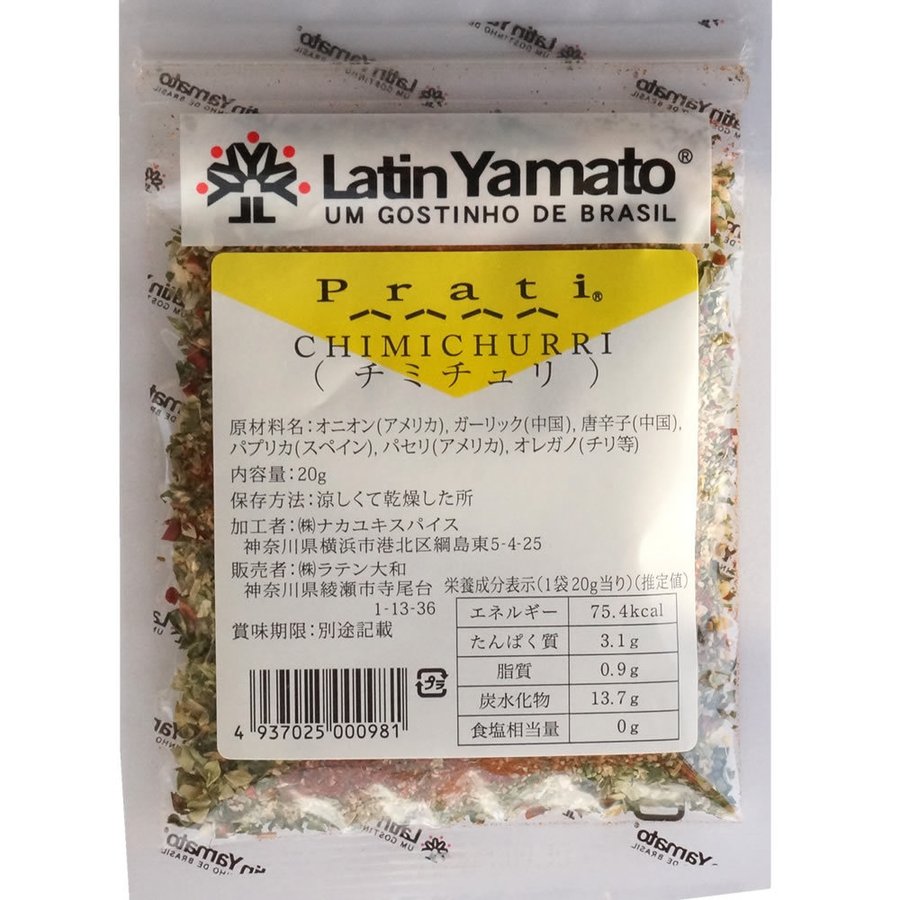 Latin Yamato®
UM GOSTINHO DE BRASIL
Prati®
CHIMICHURRI
(チミチュリ)
原材料名:オニオン(アメリカ), ガーリック(中国), 唐辛子(中国),
パプリカ(スペイン), パセリ(アメリカ), オレガノ(チリ等)
内容量:20g
保存方法:涼しくて乾燥した所
加工者:㈱ナカユキスパイス
神奈川県横浜市港北区綱島東5-4-25
販売者:㈱ラテン大和
神奈川県綾瀬市寺尾台
1-13-36
賞味期限:別途記載
栄養成分表示(1袋20g当り)(推定値)
エネルギー 75.4kcal
たんぱく質 3.1g
脂質 0.9g
炭水化物 13.7g
食塩相当量 0g
プラ
4 937025 000981